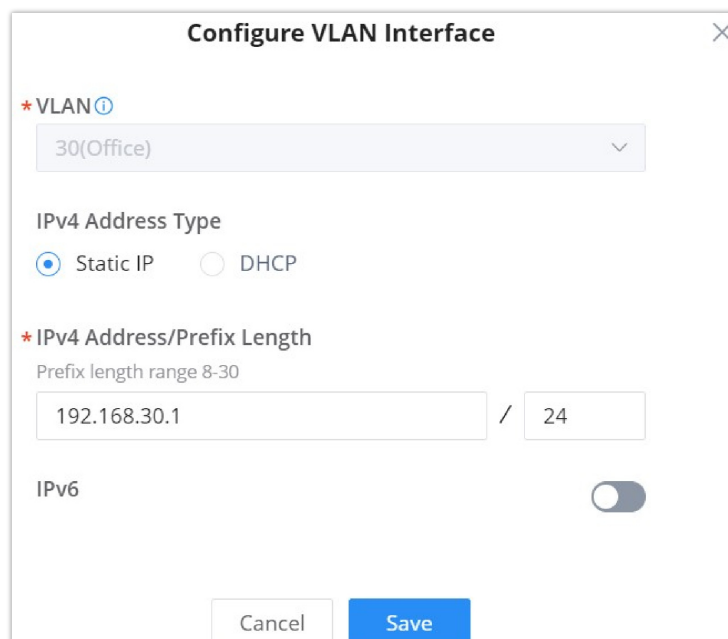 Configure VLAN Interface
* VLAN
30(Office)
IPv4 Address Type
Static IP DHCP
* IPv4 Address/Prefix Length
Prefix length range 8-30
192.168.30.1 / 24
IPv6
Cancel Save